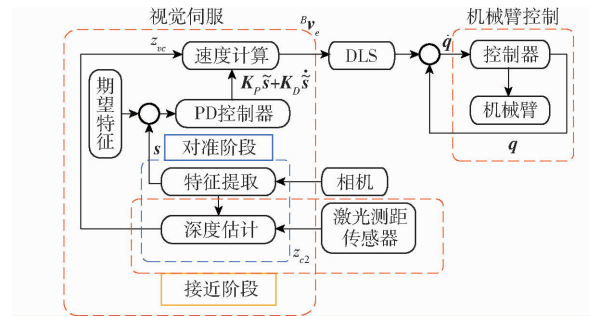 视觉伺服
机械臂控制
z_vc
速度计算
^B v_e
DLS
q̇
控制器
机械臂
q
期望特征
K_P s̃+K_D s̃̇
PD控制器
s
对准阶段
特征提取
相机
深度估计
激光测距
传感器
z_c2
接近阶段